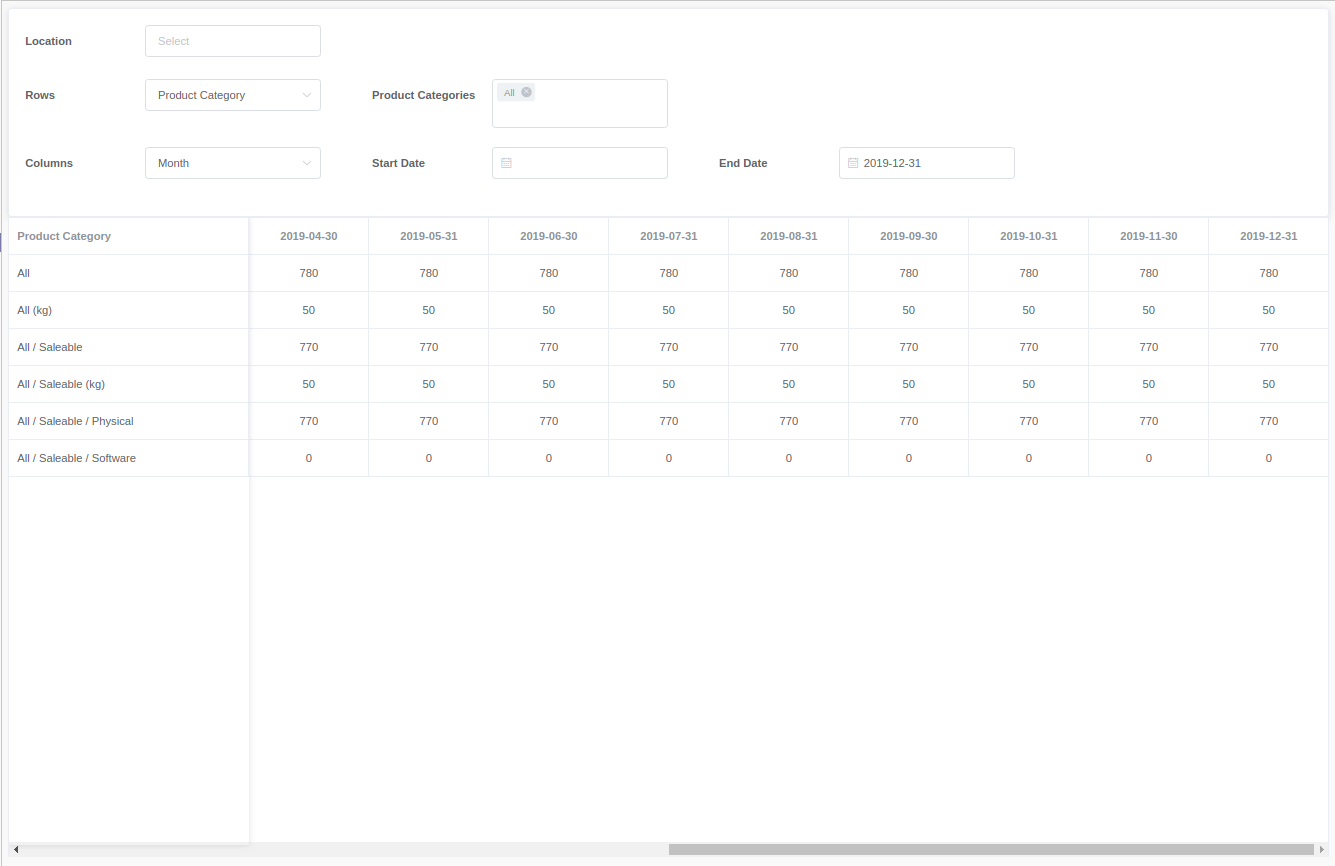 Location Select
Rows Product Category Product Categories All
Columns Month Start Date End Date 2019-12-31
Product Category 2019-04-30 2019-05-31 2019-06-30 2019-07-31 2019-08-31 2019-09-30 2019-10-31 2019-11-30 2019-12-31
All 780 780 780 780 780 780 780 780 780
All (kg) 50 50 50 50 50 50 50 50 50
All / Saleable 770 770 770 770 770 770 770 770 770
All / Saleable (kg) 50 50 50 50 50 50 50 50 50
All / Saleable / Physical 770 770 770 770 770 770 770 770 770
All / Saleable / Software 0 0 0 0 0 0 0 0 0